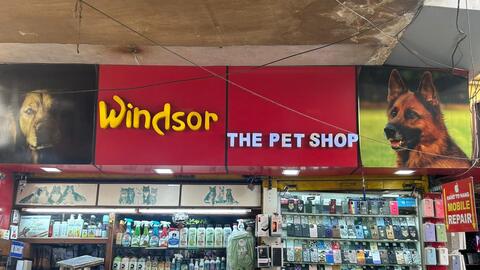 Windsor
THE PET SHOP
MOBILE
REPAIR